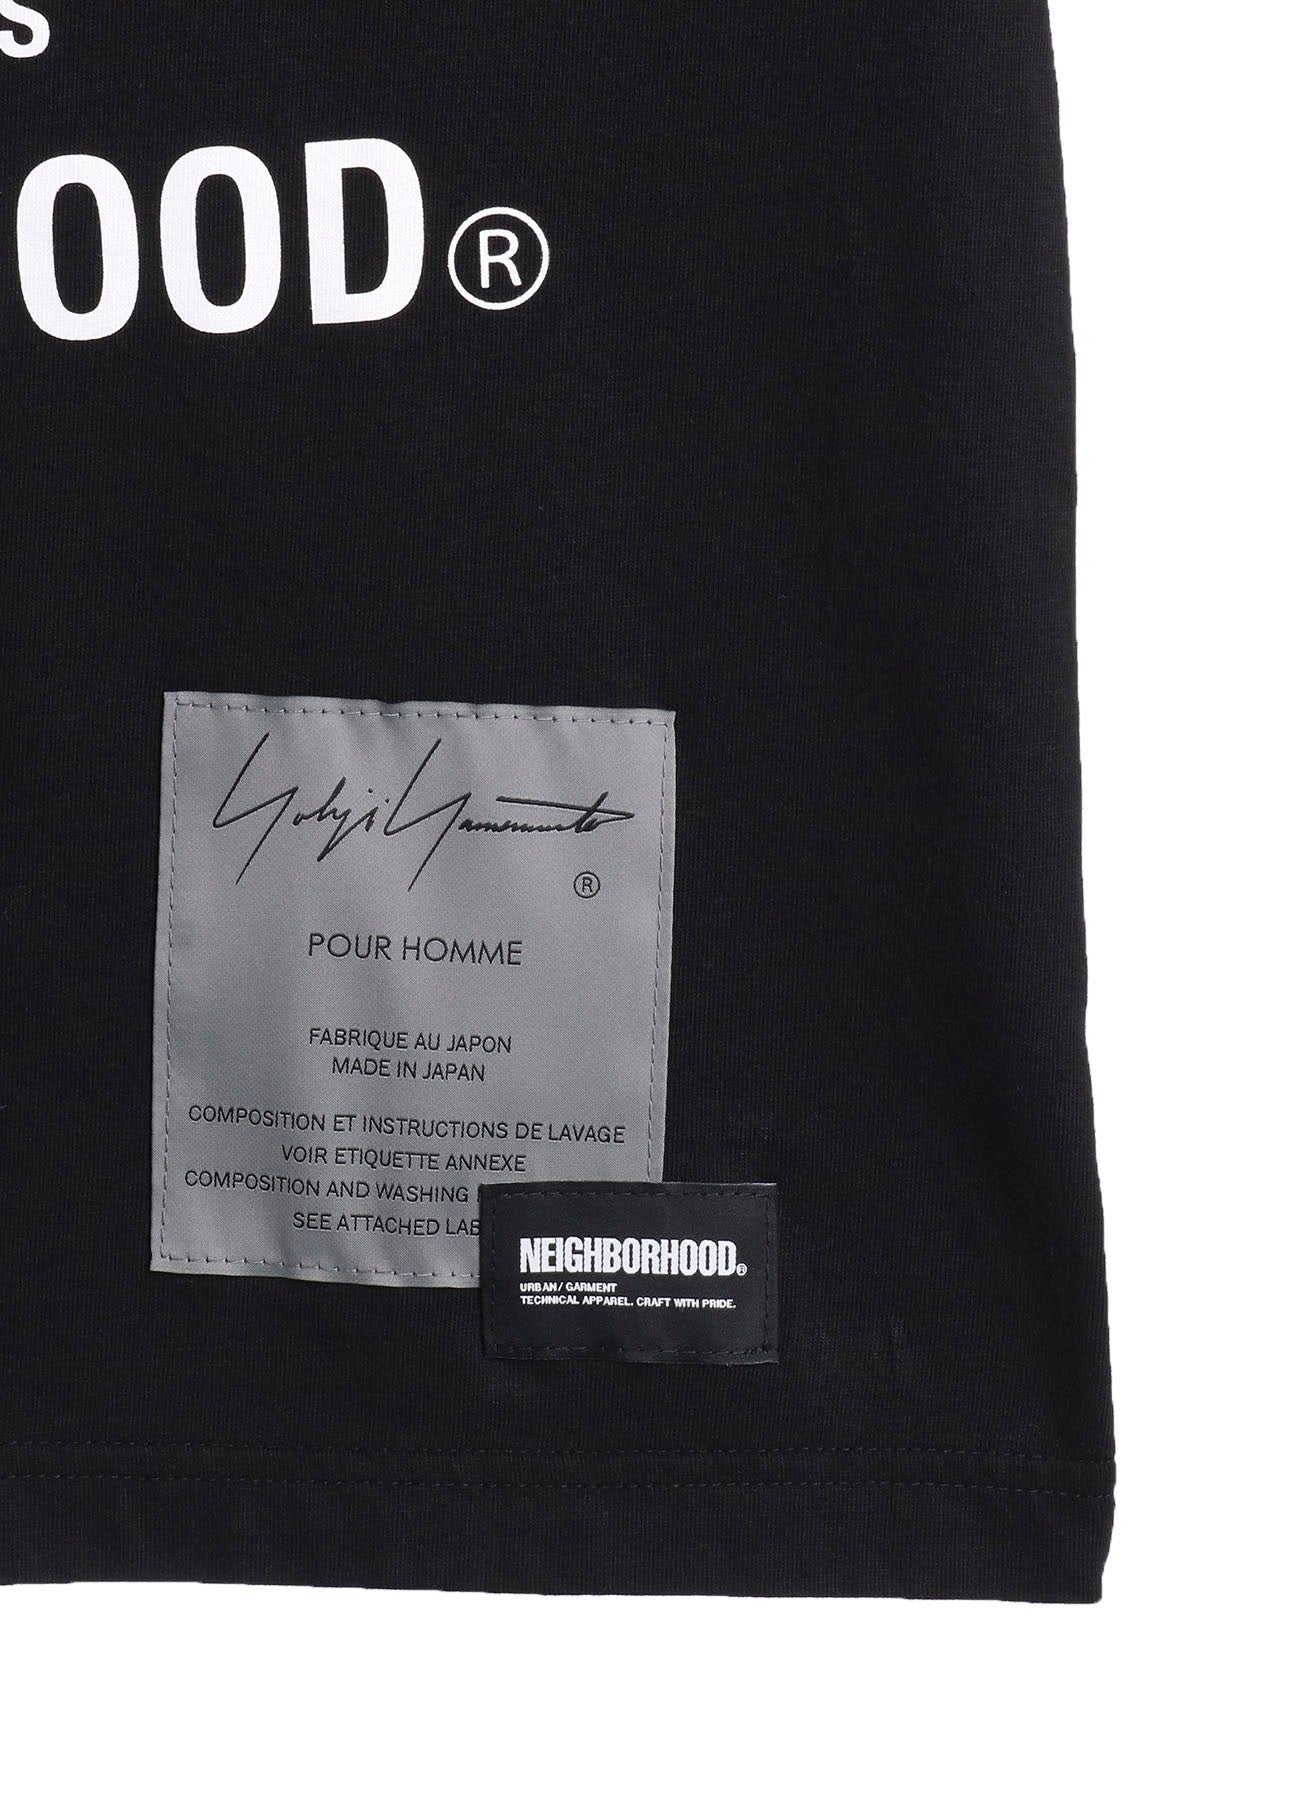 S
OOD®
Yohji Yamamoto
®
POUR HOMME
FABRIQUE AU JAPON
MADE IN JAPAN
COMPOSITION ET INSTRUCTIONS DE LAVAGE
VOIR ETIQUETTE ANNEXE
COMPOSITION AND WASHING
SEE ATTACHED LAB
NEIGHBORHOOD®
URBAN/GARMENT
TECHNICAL APPAREL. CRAFT WITH PRIDE.